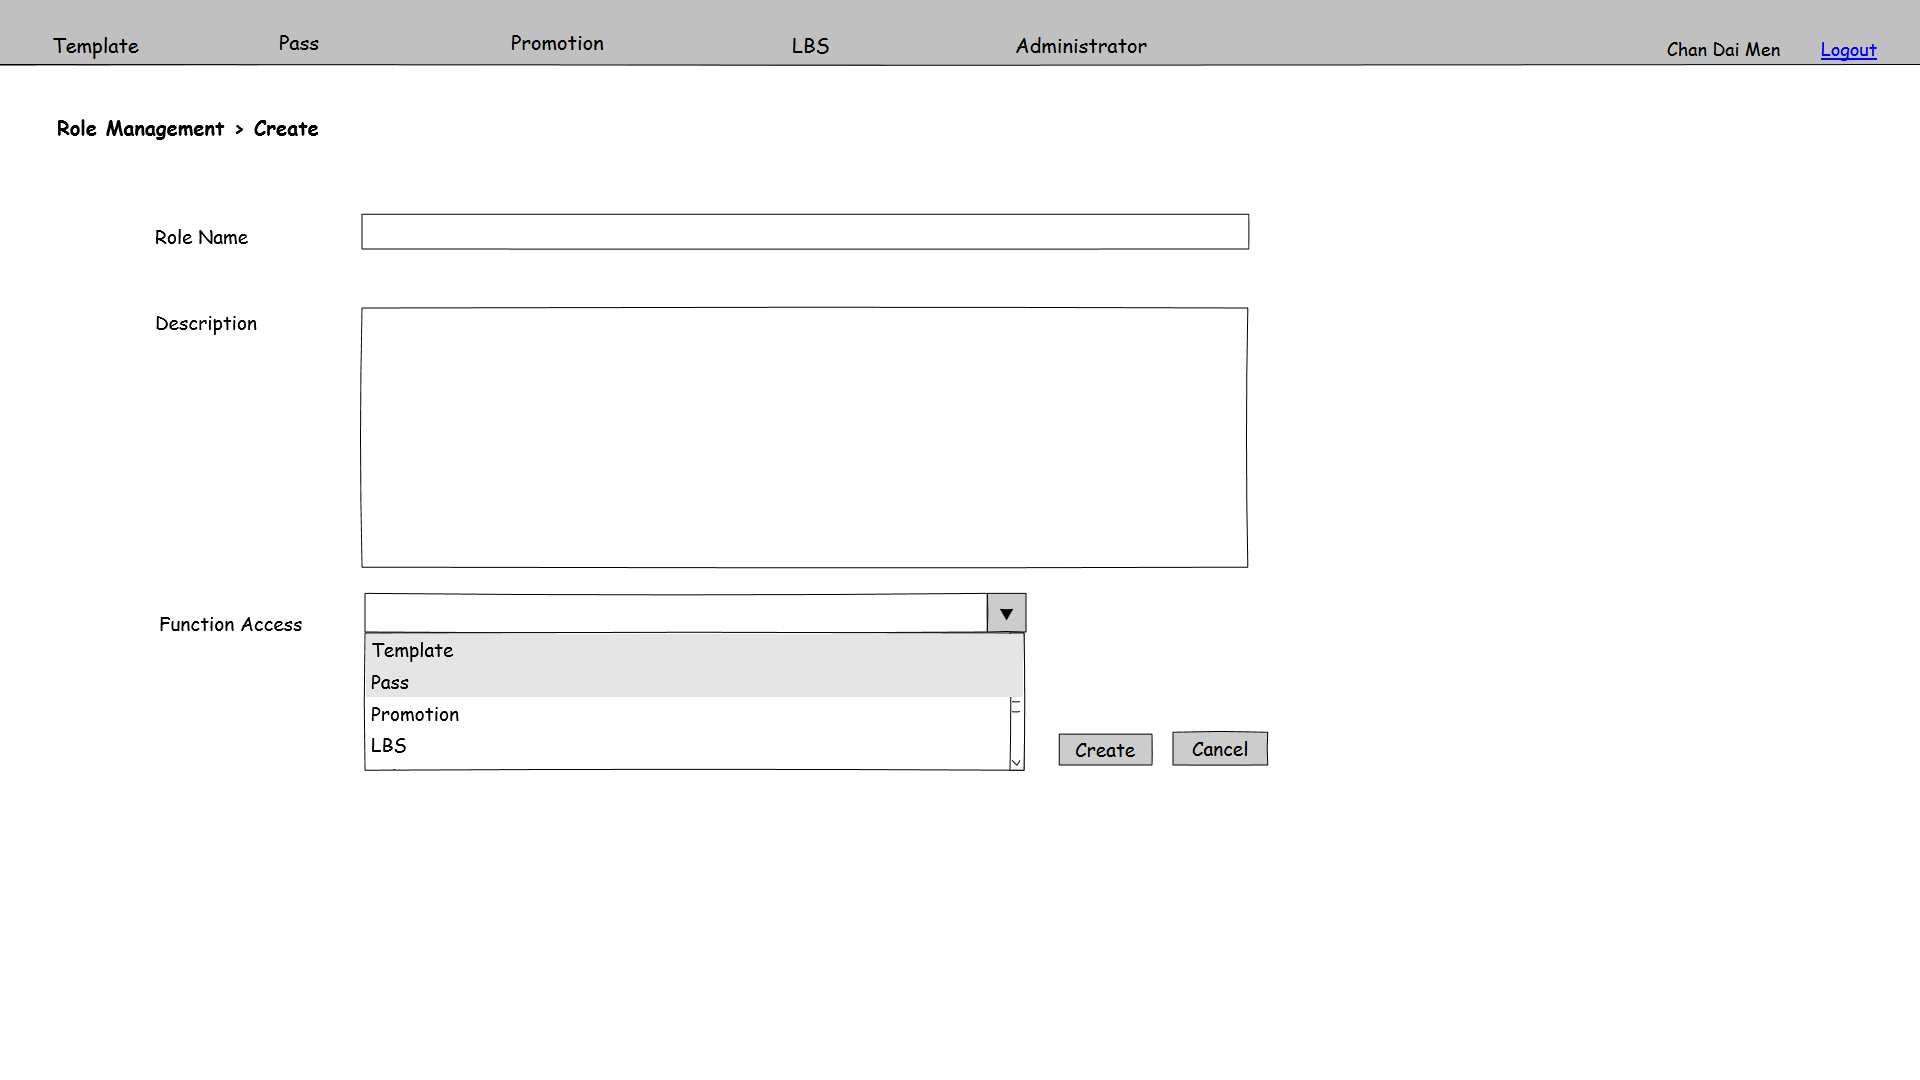 Template Pass Promotion LBS Administrator Chan Dai Men Logout
Role Management > Create
Role Name
Description
Function Access
Template
Pass
Promotion
LBS
Create Cancel